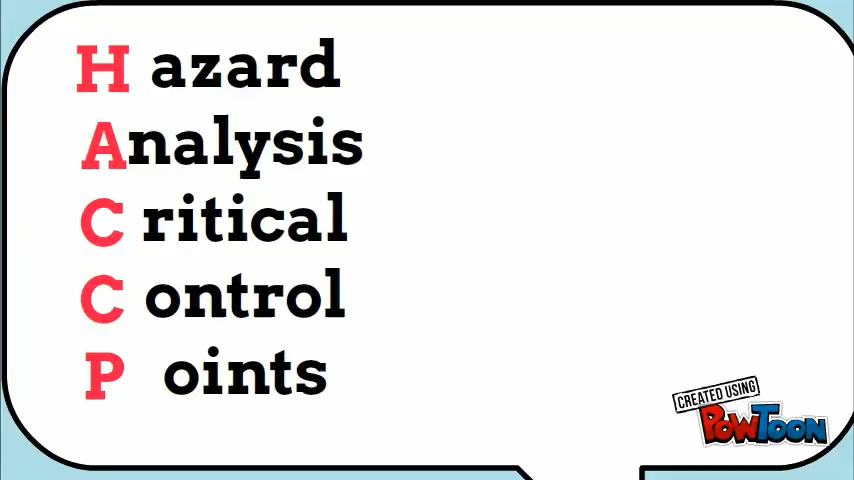 Hazard
Analysis
Critical
Control
Points
CREATED USING
PowToon